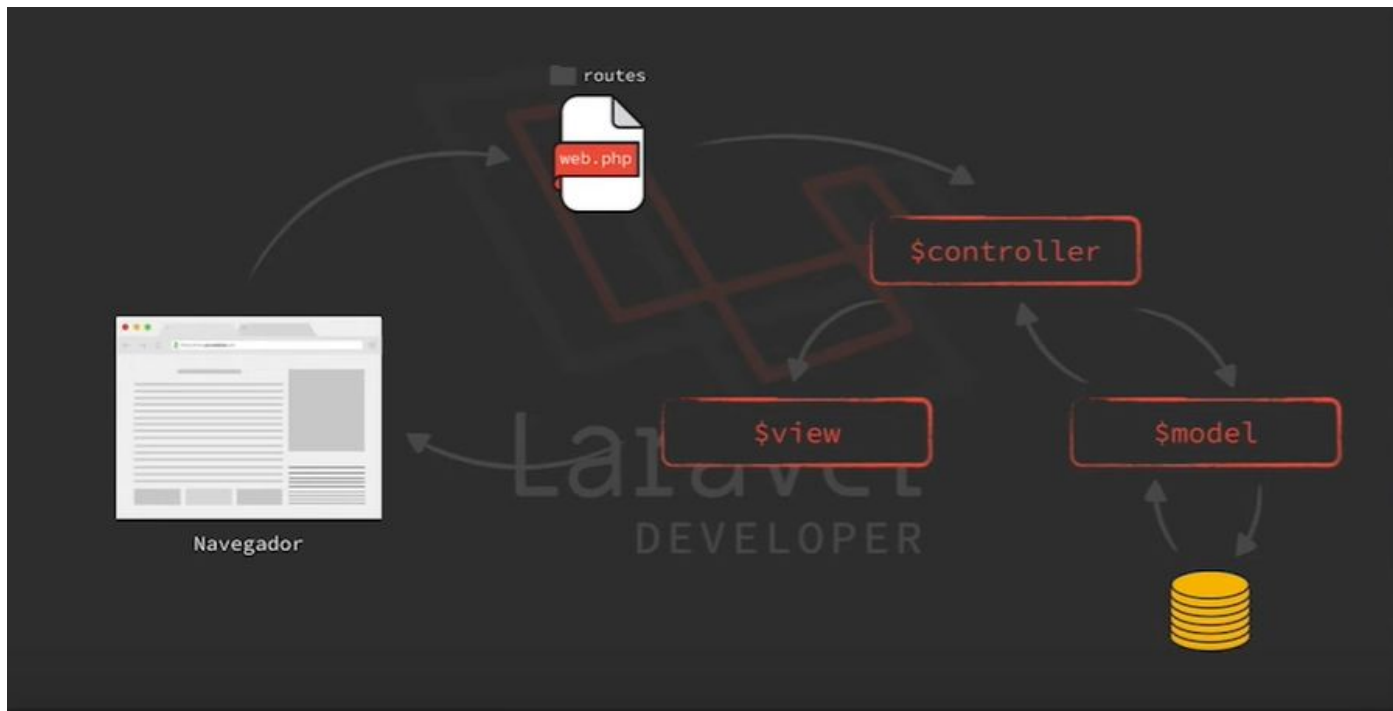 routes
web.php
$controller
$view
$model
Laravel
DEVELOPER
Navegador